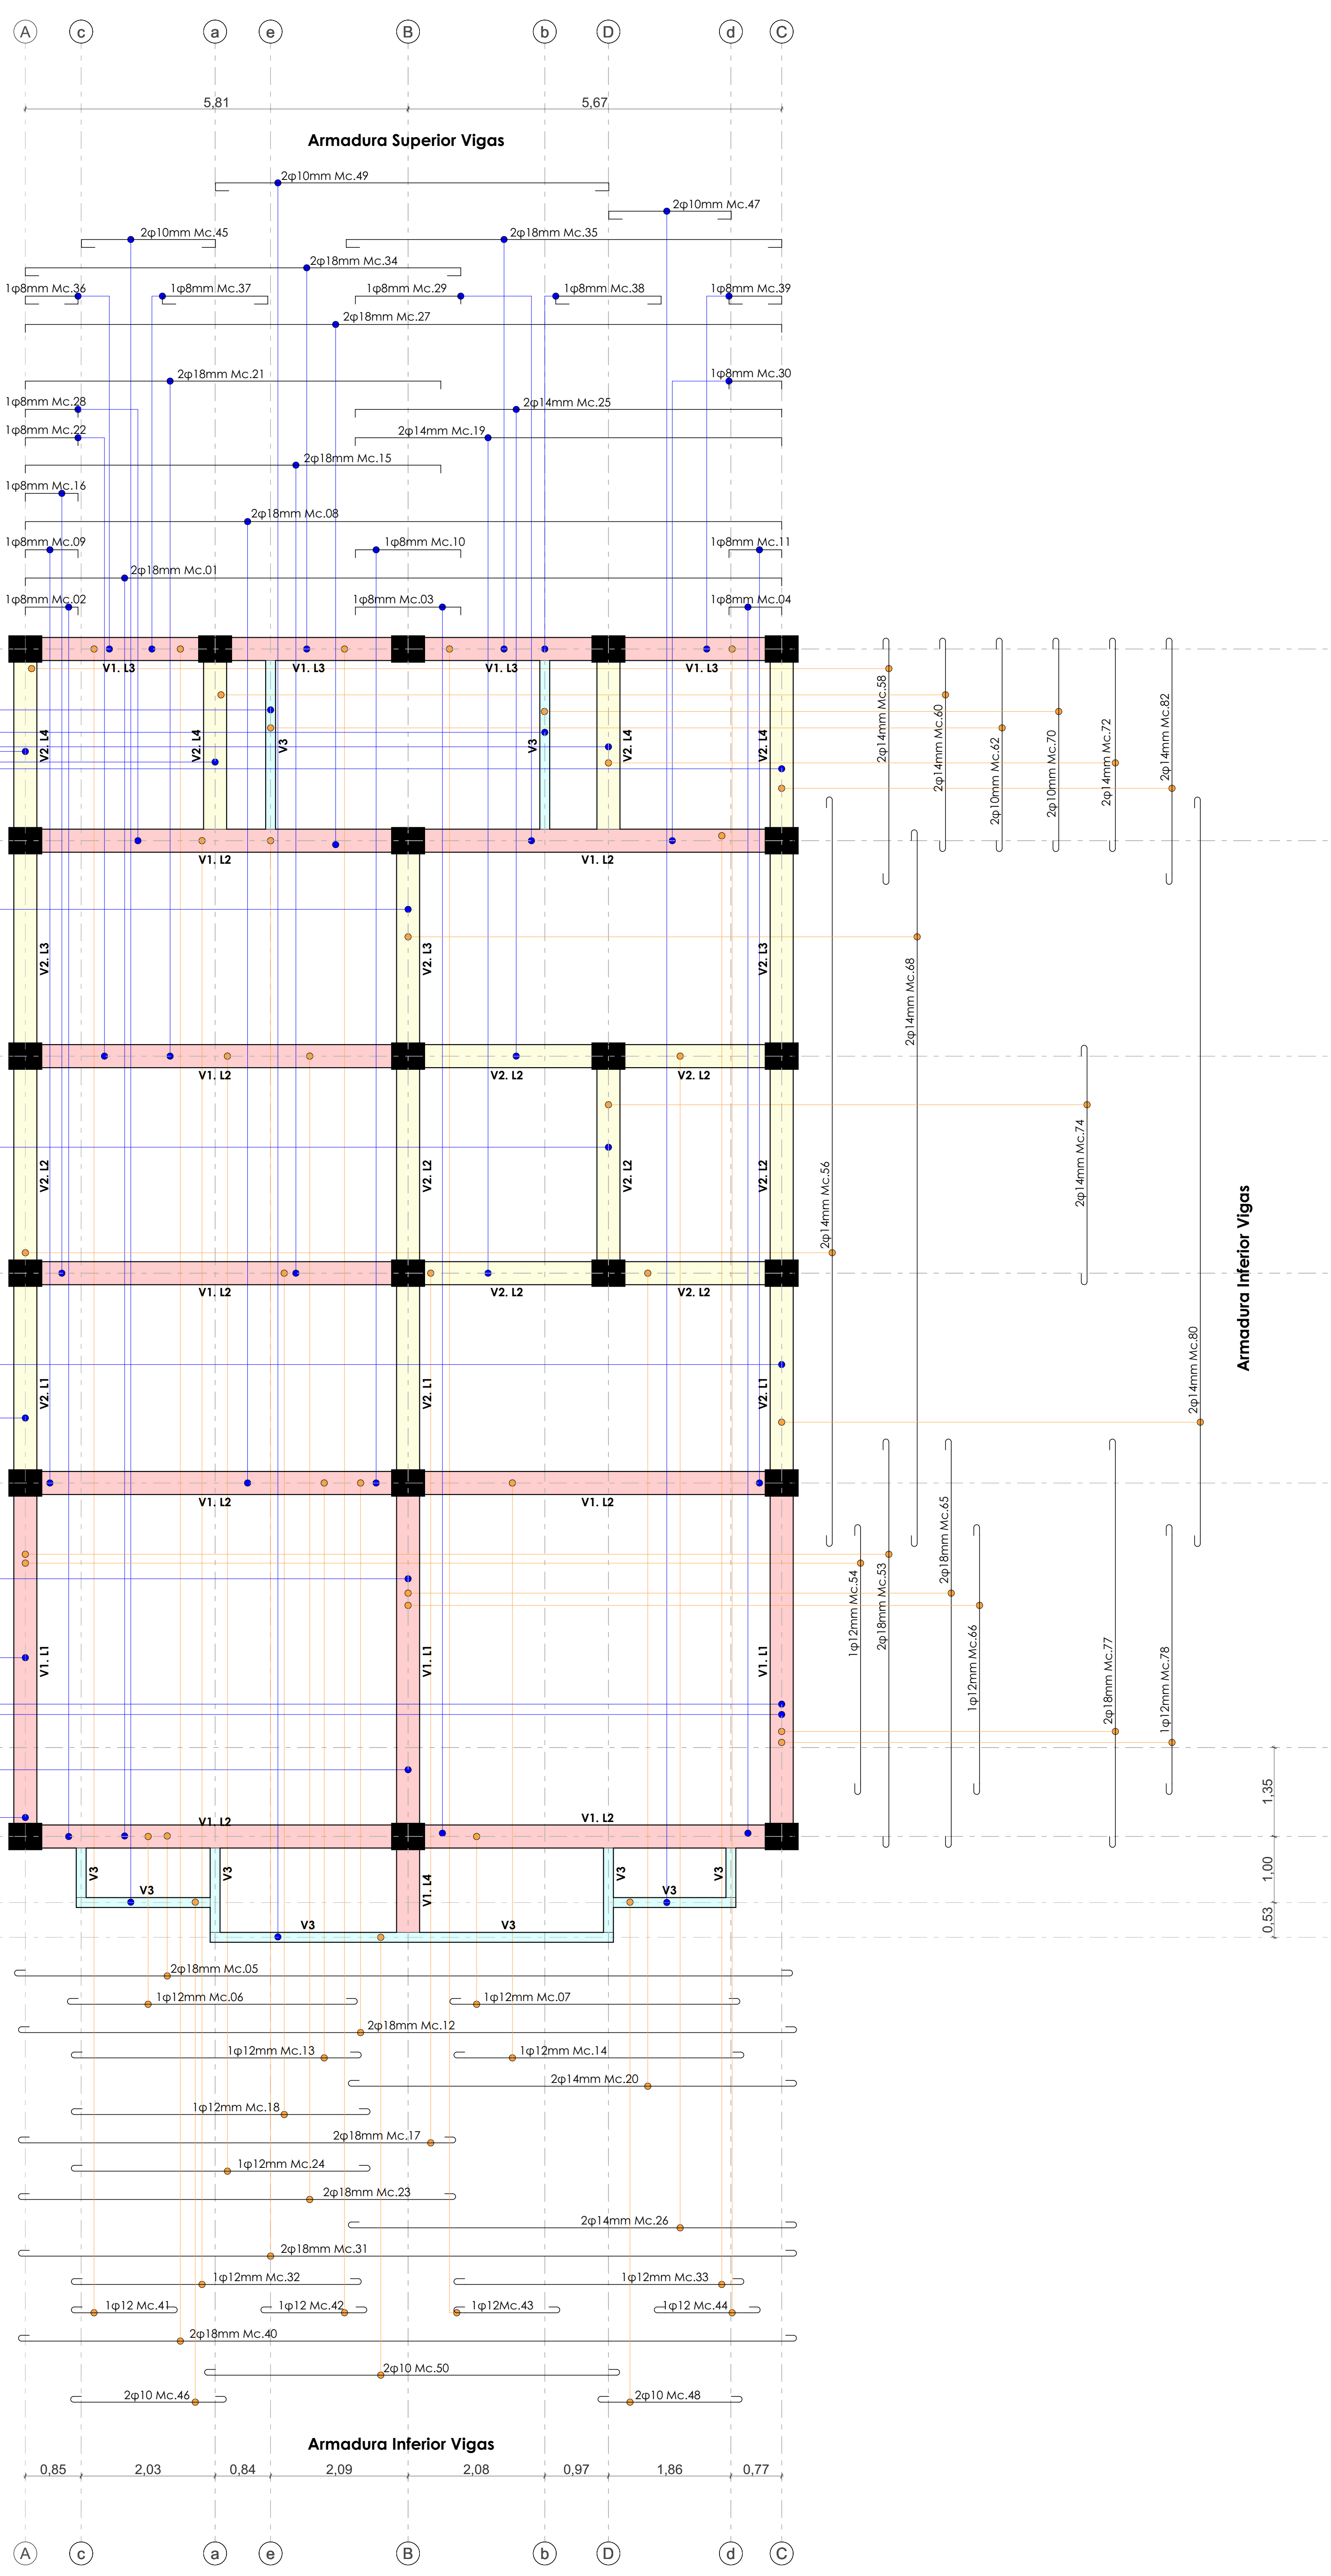 A c a e B b D d C
5,81 5,67
Armadura Superior Vigas
2φ10mm Mc.49
2φ10mm Mc.47
2φ10mm Mc.45 2φ18mm Mc.35
2φ18mm Mc.34
1φ8mm Mc.36 1φ8mm Mc.37 1φ8mm Mc.29 1φ8mm Mc.38 1φ8mm Mc.39
2φ18mm Mc.27
2φ18mm Mc.21 1φ8mm Mc.30
1φ8mm Mc.28 2φ14mm Mc.25
1φ8mm Mc.22 2φ14mm Mc.19
2φ18mm Mc.15
1φ8mm Mc.16
2φ18mm Mc.08
1φ8mm Mc.09 1φ8mm Mc.10 1φ8mm Mc.11
2φ18mm Mc.01
1φ8mm Mc.02 1φ8mm Mc.03 1φ8mm Mc.04
V1. L3 V1. L3 V1. L3 V1. L3
V2. L4 V2. L4 V3 V3 V2. L4 V2. L4
2φ14mm Mc.58 2φ14mm Mc.60 2φ10mm Mc.62 2φ10mm Mc.70 2φ14mm Mc.72 2φ14mm Mc.82
V1. L2 V1. L2
V2. L3 V2. L3 V2. L3
2φ14mm Mc.68
V1. L2 V2. L2 V2. L2
V2. L2 V2. L2 V2. L2 V2. L2
2φ14mm Mc.56 2φ14mm Mc.74
Armadura Inferior Vigas
V1. L2 V2. L2 V2. L2
V2. L1 V2. L1 V2. L1
2φ14mm Mc.80
V1. L2 V1. L2
1φ12mm Mc.54 2φ18mm Mc.53 2φ18mm Mc.65 1φ12mm Mc.66 2φ18mm Mc.77 1φ12mm Mc.78
V1. L1 V1. L1 V1. L1
1,35
V1. L2 V1. L2
V3 V3 V1. L4 V3 V3
1,00
V3 V3
0,53
V3 V3
2φ18mm Mc.05
1φ12mm Mc.06 1φ12mm Mc.07
2φ18mm Mc.12
1φ12mm Mc.13 1φ12mm Mc.14
2φ14mm Mc.20
1φ12mm Mc.18
2φ18mm Mc.17
1φ12mm Mc.24
2φ18mm Mc.23
2φ14mm Mc.26
2φ18mm Mc.31
1φ12mm Mc.32 1φ12mm Mc.33
1φ12 Mc.41 1φ12 Mc.42 1φ12Mc.43 1φ12 Mc.44
2φ18mm Mc.40
2φ10 Mc.50
2φ10 Mc.46 2φ10 Mc.48
Armadura Inferior Vigas
0,85 2,03 0,84 2,09 2,08 0,97 1,86 0,77
A c a e B b D d C